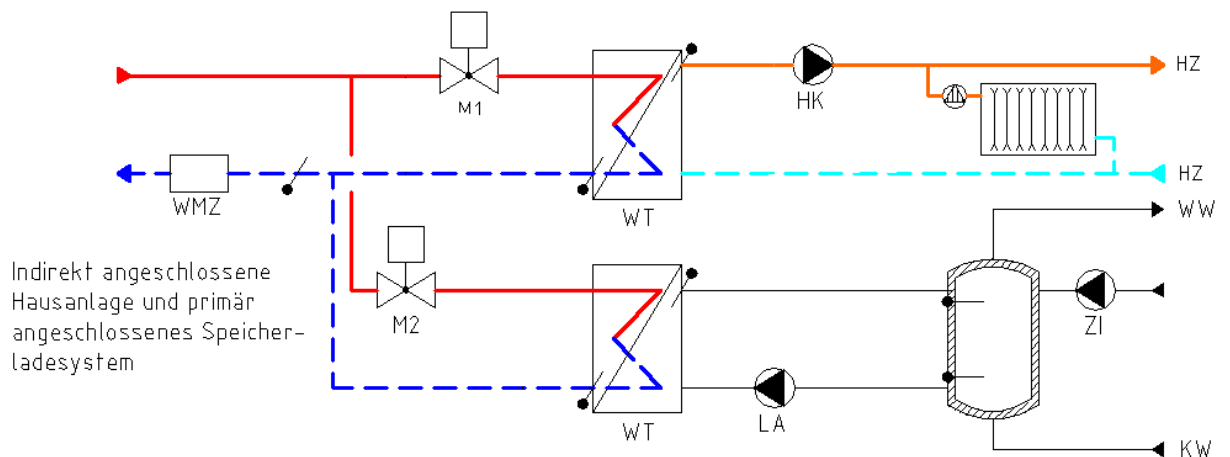 M1
HK
HZ
WMZ
WT
HZ
WW
Indirekt angeschlossene
Hausanlage und primär
angeschlossenes Speicher-
ladesystem
M2
ZI
WT
LA
KW